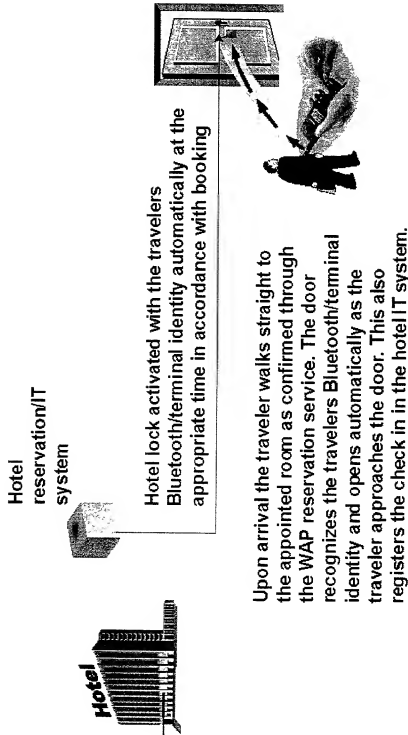 Hotel
reservation/IT
system
Hotel
Hotel lock activated with the travelers
Bluetooth/terminal identity automatically at the
appropriate time in accordance with booking
Upon arrival the traveler walks straight to
the appointed room as confirmed through
the WAP reservation service. The door
recognizes the travelers Bluetooth/terminal
identity and opens automatically as the
traveler approaches the door. This also
registers the check in in the hotel IT system.